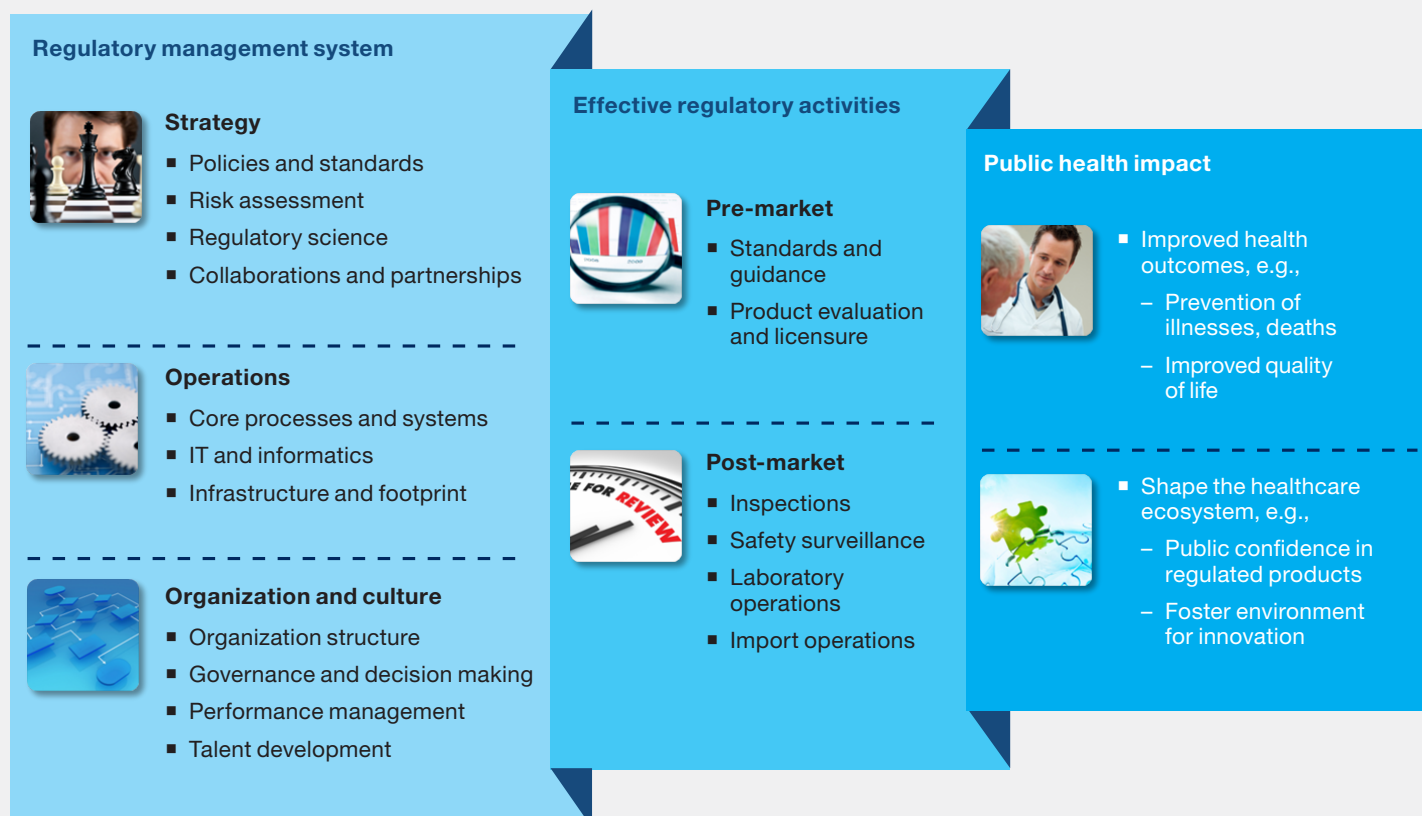 Regulatory management system
Strategy
■ Policies and standards
■ Risk assessment
■ Regulatory science
■ Collaborations and partnerships
Operations
■ Core processes and systems
■ IT and informatics
■ Infrastructure and footprint
Organization and culture
■ Organization structure
■ Governance and decision making
■ Performance management
■ Talent development
Effective regulatory activities
Pre-market
■ Standards and
guidance
■ Product evaluation
and licensure
Post-market
E FOR REVIEW
■ Inspections
■ Safety surveillance
■ Laboratory
operations
■ Import operations
Public health impact
■ Improved health
outcomes, e.g.,
– Prevention of
illnesses, deaths
– Improved quality
of life
■ Shape the healthcare
ecosystem, e.g.,
– Public confidence in
regulated products
– Foster environment
for innovation